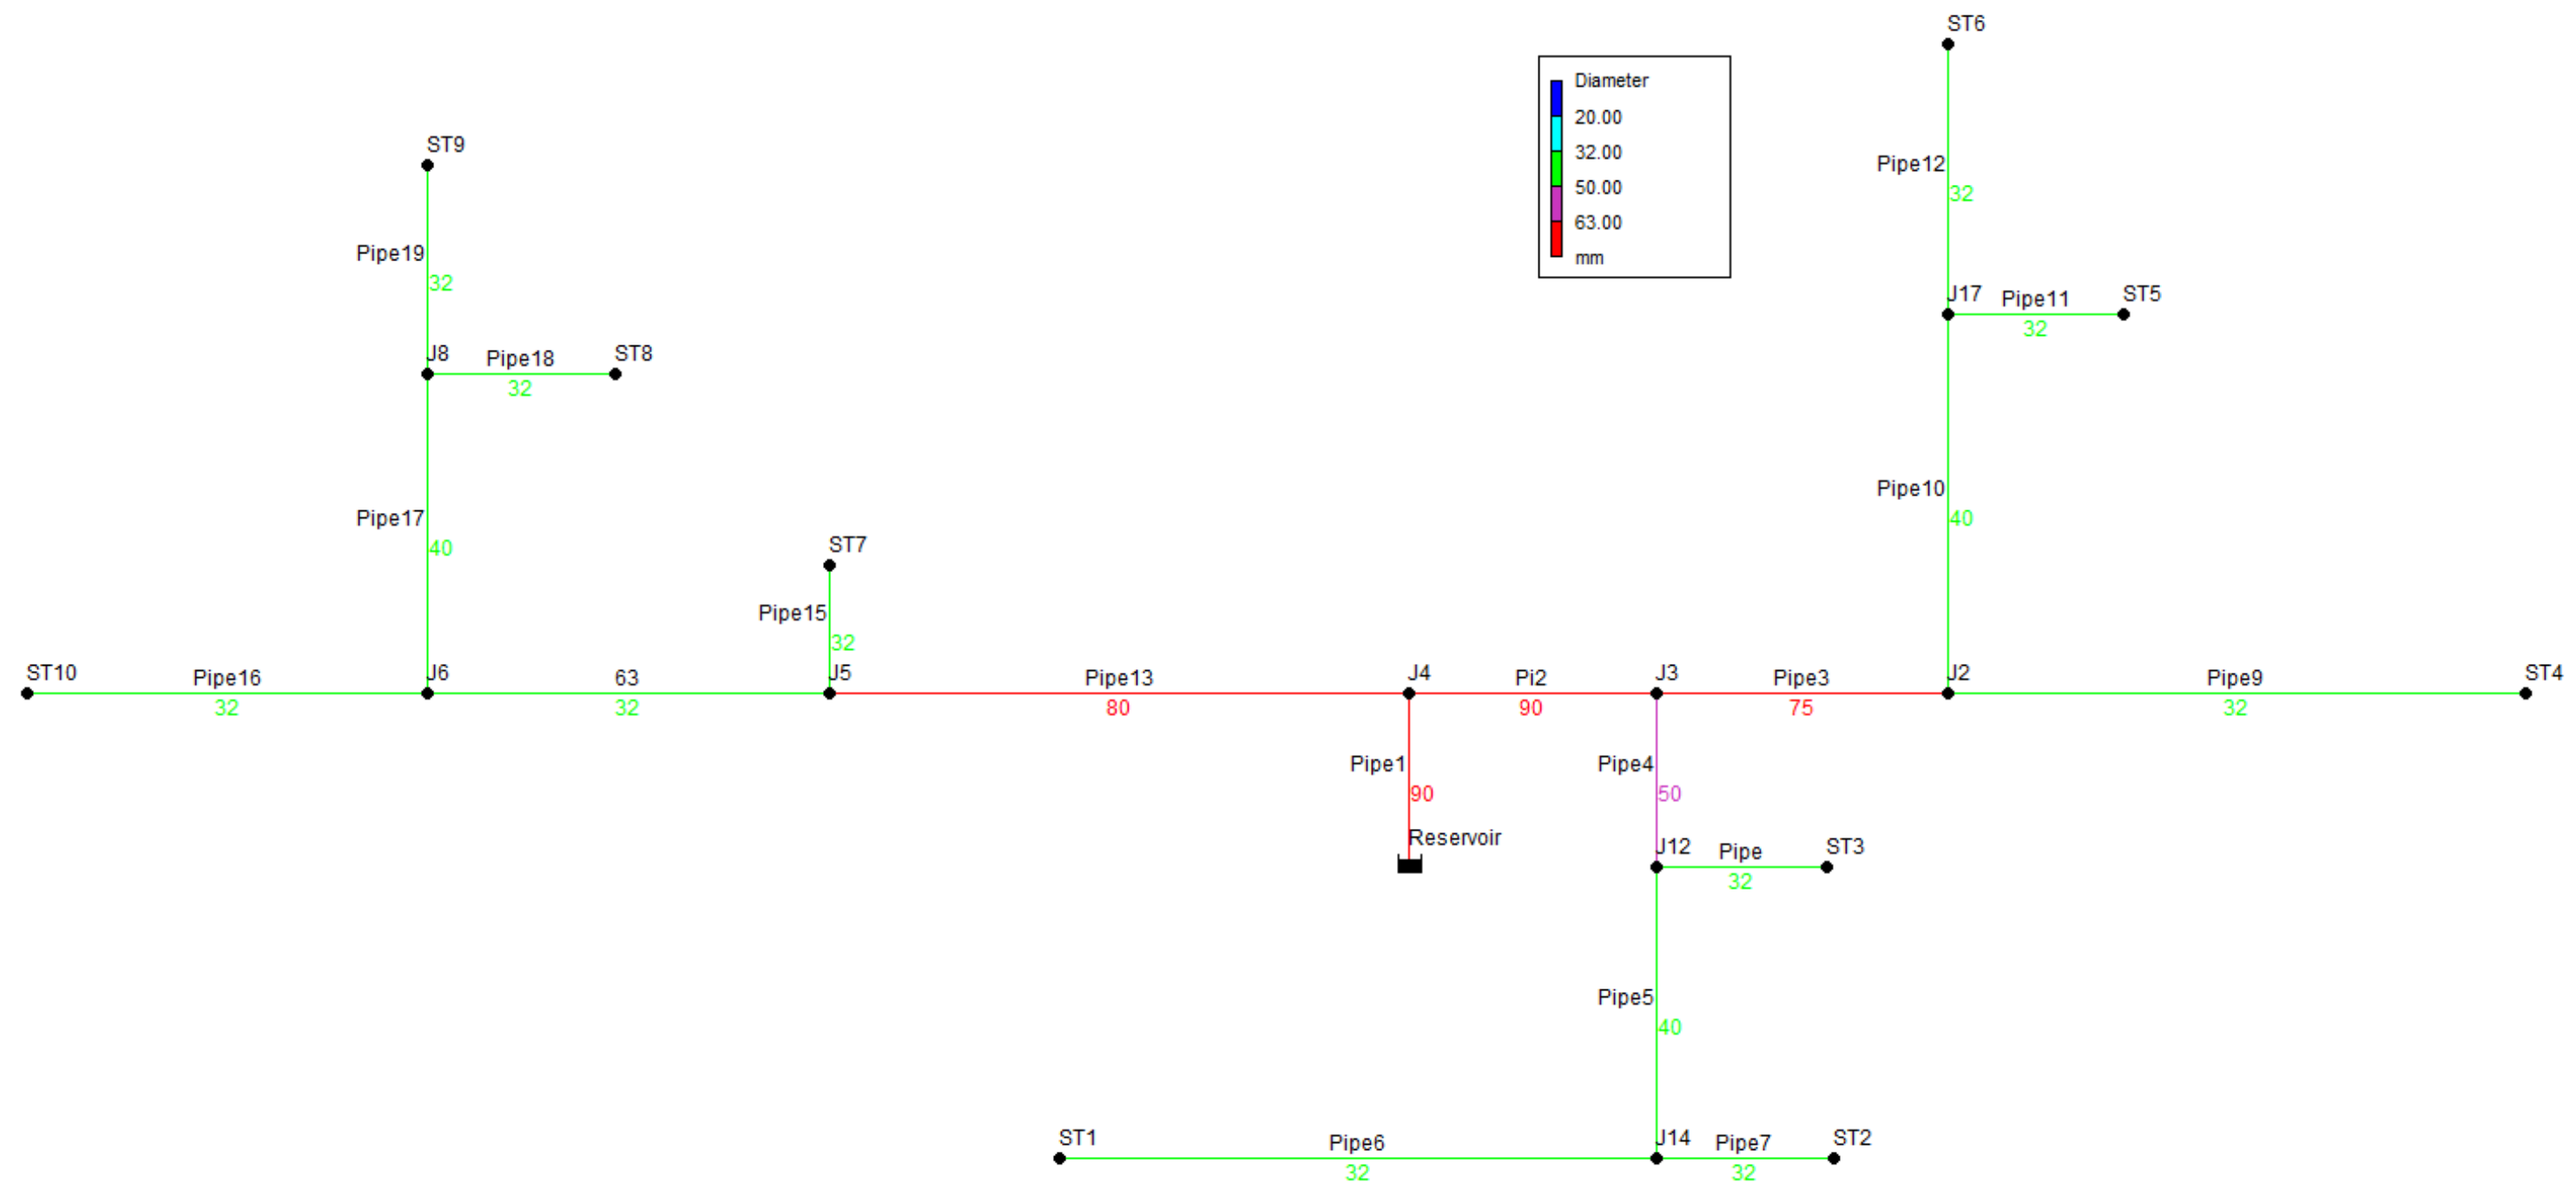 ST6
Diameter
20.00
32.00
50.00
63.00
mm
ST9
Pipe12
32
Pipe19
32
J17
Pipe11
ST5
32
J8
Pipe18
ST8
32
Pipe10
40
Pipe17
40
ST7
Pipe15
32
ST10
Pipe16
32
J6
63
32
J5
Pipe13
80
J4
Pi2
90
J3
Pipe3
75
J2
Pipe9
32
ST4
Pipe1
90
Reservoir
Pipe4
50
J12
Pipe
32
ST3
Pipe5
40
ST1
Pipe6
32
J14
Pipe7
32
ST2